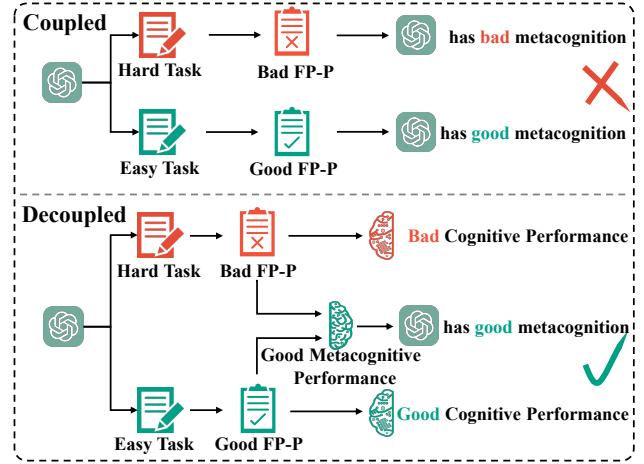 Coupled
Hard Task
Bad FP-P
has bad metacognition
Easy Task
Good FP-P
has good metacognition
Decoupled
Hard Task
Bad FP-P
Bad Cognitive Performance
Good Metacognitive
Performance
has good metacognition
Easy Task
Good FP-P
Good Cognitive Performance